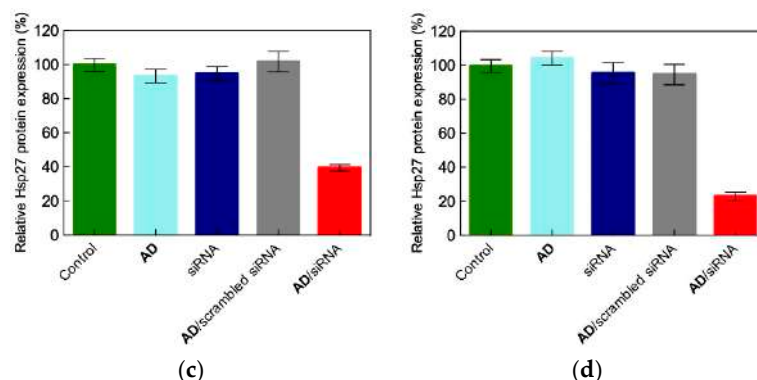 Relative Hsp27 protein expression (%)
120
100
80
60
40
20
0
Control
AD
siRNA
AD/scrambled siRNA
AD/siRNA
(c)
Relative Hsp27 protein expression (%)
120
100
80
60
40
20
0
Control
AD
siRNA
AD/scrambled siRNA
AD/siRNA
(d)